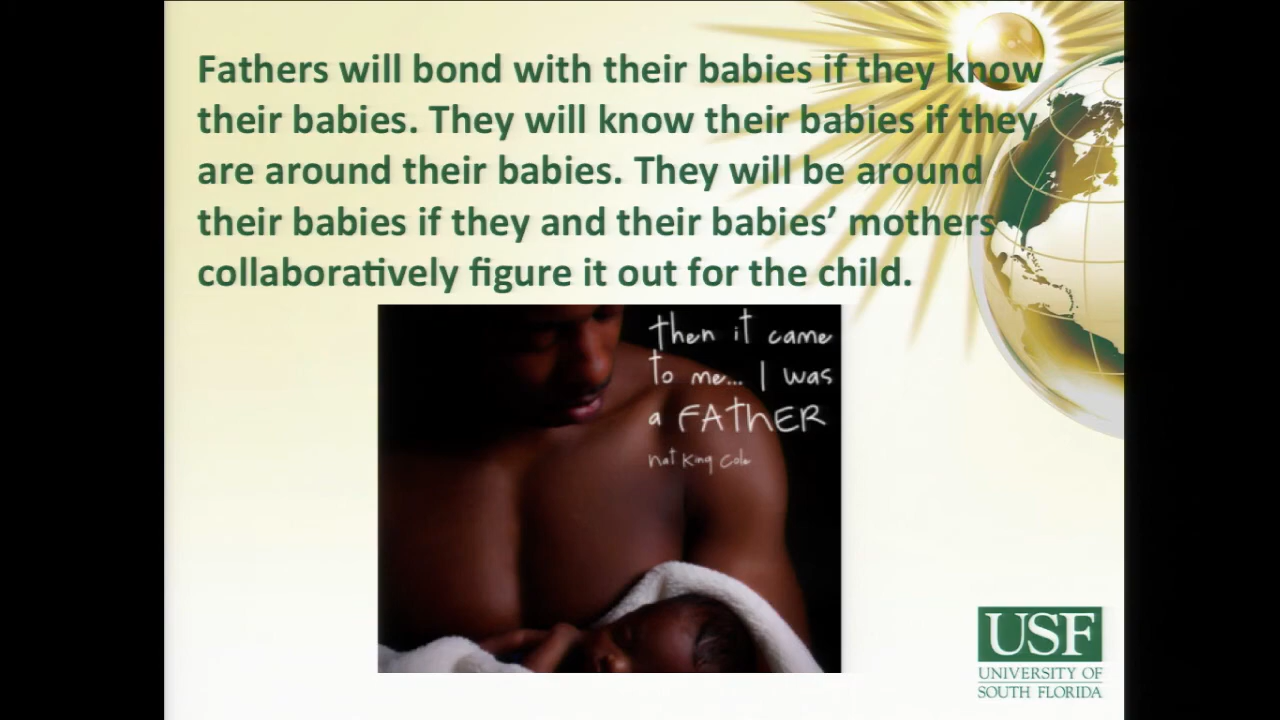 Fathers will bond with their babies if they know
their babies. They will know their babies if they
are around their babies. They will be around
their babies if they and their babies’ mothers
collaboratively figure it out for the child.
then it came
to me... I was
a FATHER
nat King Cole
USF
UNIVERSITY OF
SOUTH FLORIDA